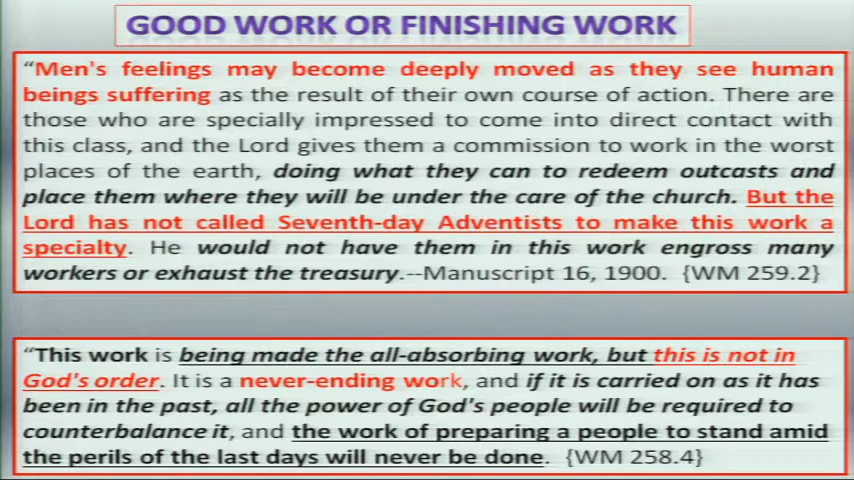 GOOD WORK OR FINISHING WORK
“Men's feelings may become deeply moved as they see human
beings suffering as the result of their own course of action. There are
those who are specially impressed to come into direct contact with
this class, and the Lord gives them a commission to work in the worst
places of the earth, doing what they can to redeem outcasts and
place them where they will be under the care of the church. But the
Lord has not called Seventh-day Adventists to make this work a
specialty. He would not have them in this work engross many
workers or exhaust the treasury.--Manuscript 16, 1900. {WM 259.2}
“This work is being made the all-absorbing work, but this is not in
God's order. It is a never-ending work, and if it is carried on as it has
been in the past, all the power of God's people will be required to
counterbalance it, and the work of preparing a people to stand amid
the perils of the last days will never be done. {WM 258.4}